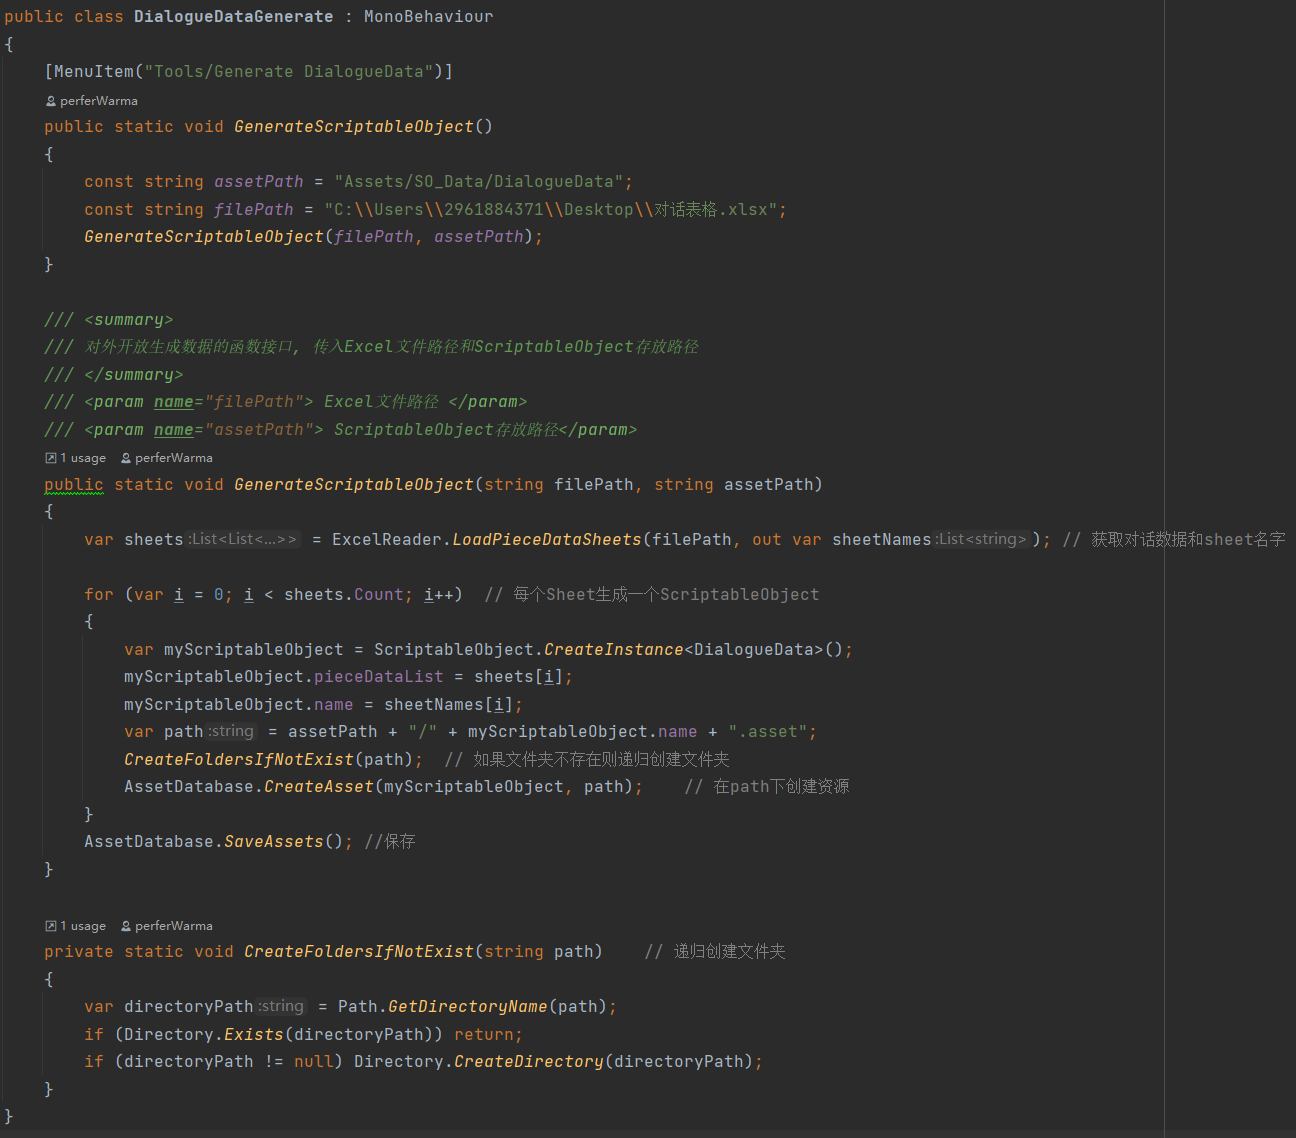 public class DialogueDataGenerate : MonoBehaviour
{
    [MenuItem("Tools/Generate DialogueData")]
    perferWarma
    public static void GenerateScriptableObject()
    {
        const string assetPath = "Assets/SO_Data/DialogueData";
        const string filePath = "C:\\Users\\2961884371\\Desktop\\对话表格.xlsx";
        GenerateScriptableObject(filePath, assetPath);
    }

    /// <summary>
    /// 对外开放生成数据的函数接口, 传入Excel文件路径和ScriptableObject存放路径
    /// </summary>
    /// <param name="filePath"> Excel文件路径 </param>
    /// <param name="assetPath"> ScriptableObject存放路径</param>
    1 usage perferWarma
    public static void GenerateScriptableObject(string filePath, string assetPath)
    {
        var sheets :List<List<...>> = ExcelReader.LoadPieceDataSheets(filePath, out var sheetNames :List<string>); // 获取对话数据和sheet名字

        for (var i = 0; i < sheets.Count; i++)  // 每个Sheet生成一个ScriptableObject
        {
            var myScriptableObject = ScriptableObject.CreateInstance<DialogueData>();
            myScriptableObject.pieceDataList = sheets[i];
            myScriptableObject.name = sheetNames[i];
            var path :string = assetPath + "/" + myScriptableObject.name + ".asset";
            CreateFoldersIfNotExist(path);  // 如果文件夹不存在则递归创建文件夹
            AssetDatabase.CreateAsset(myScriptableObject, path);    // 在path下创建资源
        }
        AssetDatabase.SaveAssets(); //保存
    }

    1 usage perferWarma
    private static void CreateFoldersIfNotExist(string path)    // 递归创建文件夹
    {
        var directoryPath :string = Path.GetDirectoryName(path);
        if (Directory.Exists(directoryPath)) return;
        if (directoryPath != null) Directory.CreateDirectory(directoryPath);
    }
}